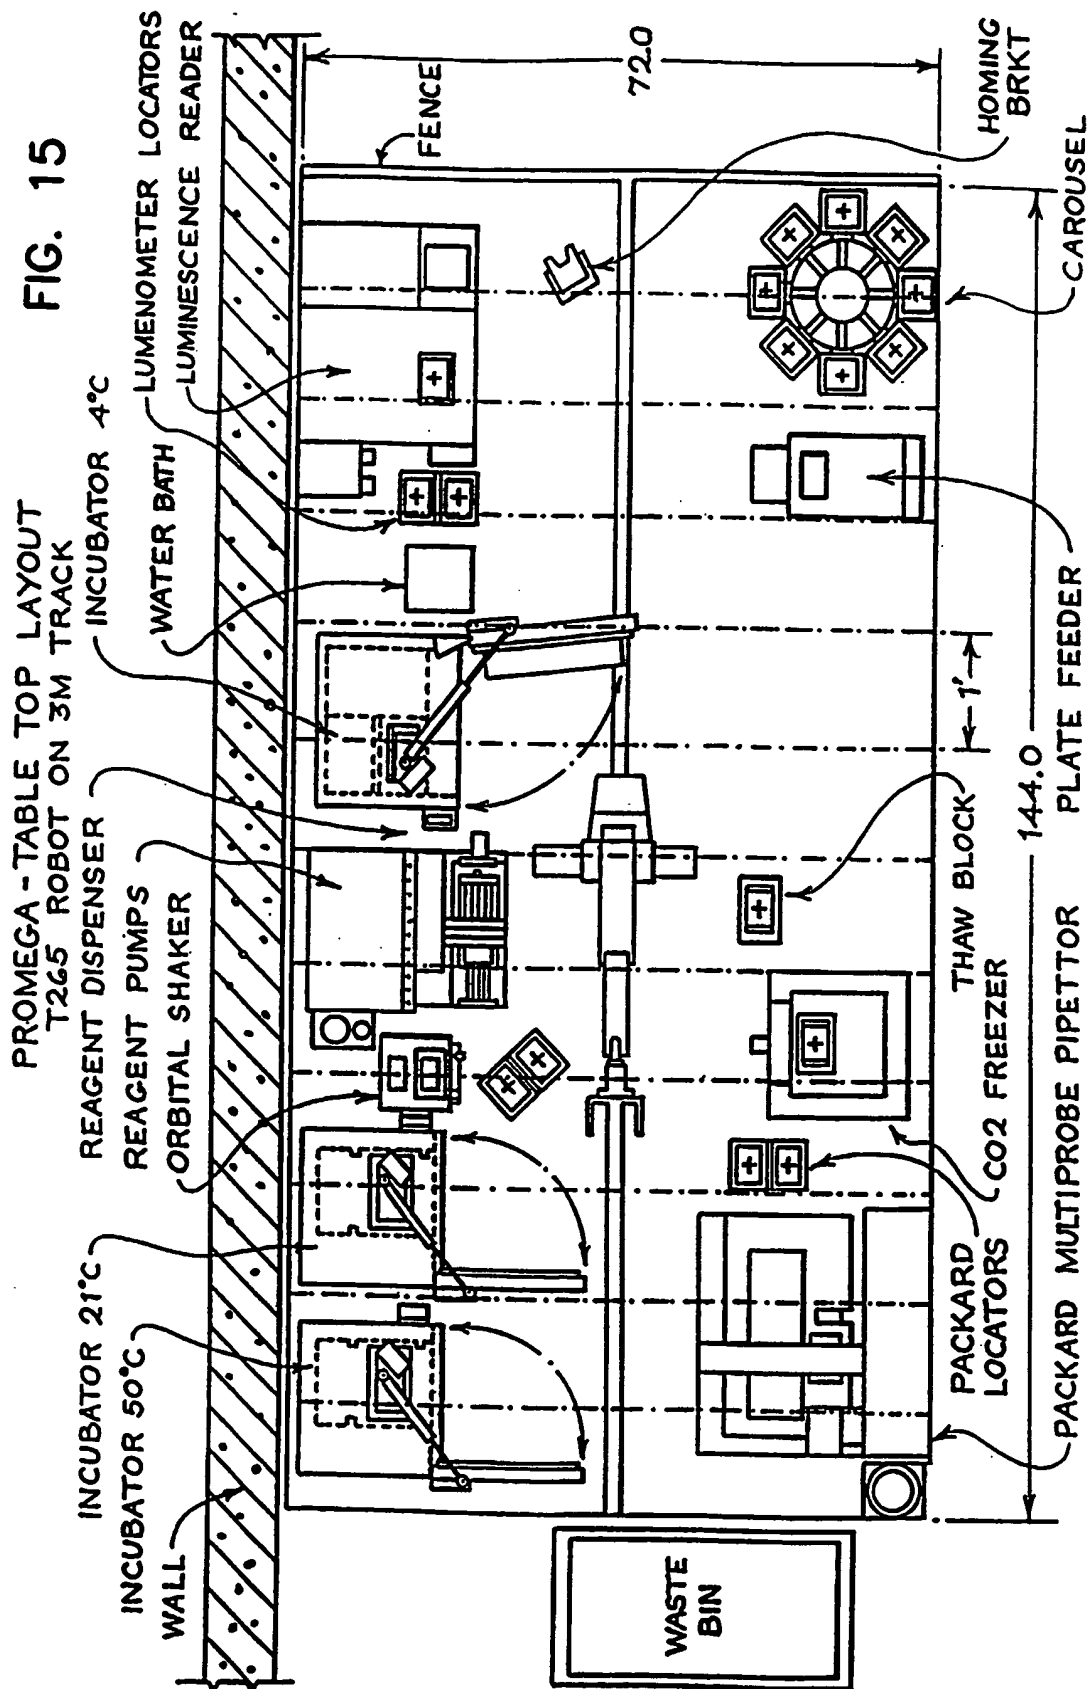 FIG. 15
PROMEGA-TABLE TOP LAYOUT
T265 ROBOT ON 3M TRACK
INCUBATOR 21°C
INCUBATOR 50°C
WALL
REAGENT DISPENSER
REAGENT PUMPS
ORBITAL SHAKER
INCUBATOR 4°C
WATER BATH
LUMENOMETER LOCATORS
LUMINESCENCE READER
FENCE
72.0
HOMING
BRKT
CAROUSEL
1'
144.0
PLATE FEEDER
THAW BLOCK
CO2 FREEZER
PACKARD
LOCATORS
PACKARD MULTIPROBE PIPETTOR
WASTE
BIN